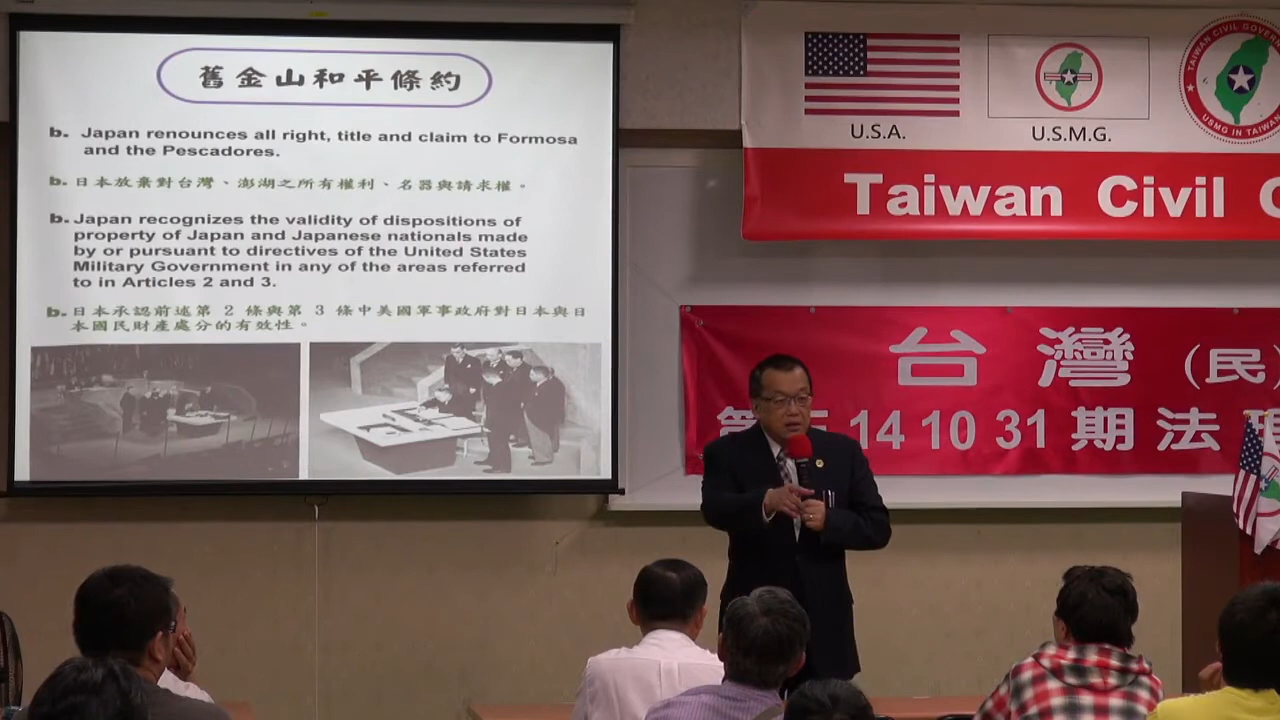 舊金山和平條約
b. Japan renounces all right, title and claim to Formosa
and the Pescadores.
b. 日本放棄對台灣、澎湖之所有權利、名器與請求權。
b. Japan recognizes the validity of dispositions of
property of Japan and Japanese nationals made
by or pursuant to directives of the United States
Military Government in any of the areas referred
to in Articles 2 and 3.
b. 日本承認前述第 2 條與第 3 條中美國軍事政府對日本與日
本國民財產處分的有效性。
U.S.A.
U.S.M.G.
TAIWAN CIVIL GOVER
USMG IN TAIWAN
Taiwan Civil
台灣(民
14 10 31 期法